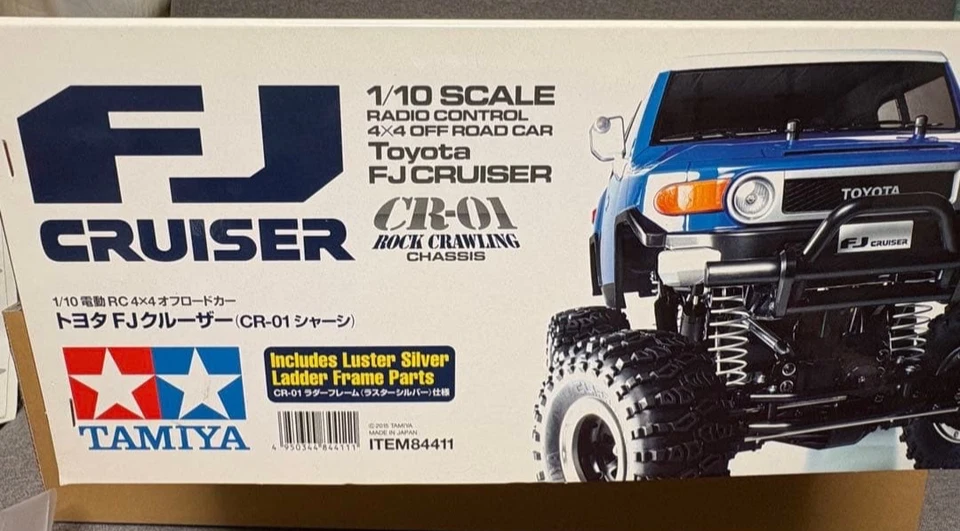 FJ
CRUISER
1/10 SCALE
RADIO CONTROL
4×4 OFF ROAD CAR
Toyota
FJ CRUISER
CR-01
ROCK CRAWLING
CHASSIS
1/10 電動 RC 4×4 オフロードカー
トヨタ FJクルーザー(CR-01 シャーシ)
TAMIYA
Includes Luster Silver
Ladder Frame Parts
CR-01 ラダーフレーム(ラスターシルバー)仕様
4 950344 844111
© 2015 TAMIYA
MADE IN JAPAN
ITEM84411
TOYOTA
FJ CRUISER